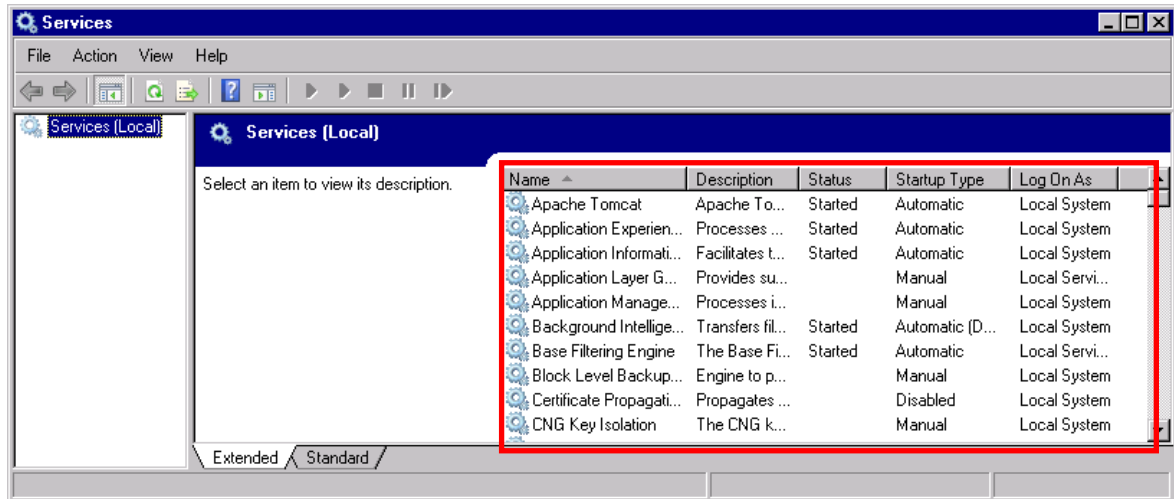 Services
File Action View Help
Services (Local)
Services (Local)
Select an item to view its description.
Name Description Status Startup Type Log On As
Apache Tomcat Apache To... Started Automatic Local System
Application Experien... Processes ... Started Automatic Local System
Application Informati... Facilitates t... Started Automatic Local System
Application Layer G... Provides su... Manual Local Servi...
Application Manage... Processes i... Manual Local System
Background Intellige... Transfers fil... Started Automatic (D... Local System
Base Filtering Engine The Base Fi... Started Automatic Local Servi...
Block Level Backup... Engine to p... Manual Local System
Certificate Propagati... Propagates ... Disabled Local System
CNG Key Isolation The CNG k... Manual Local System
Extended Standard